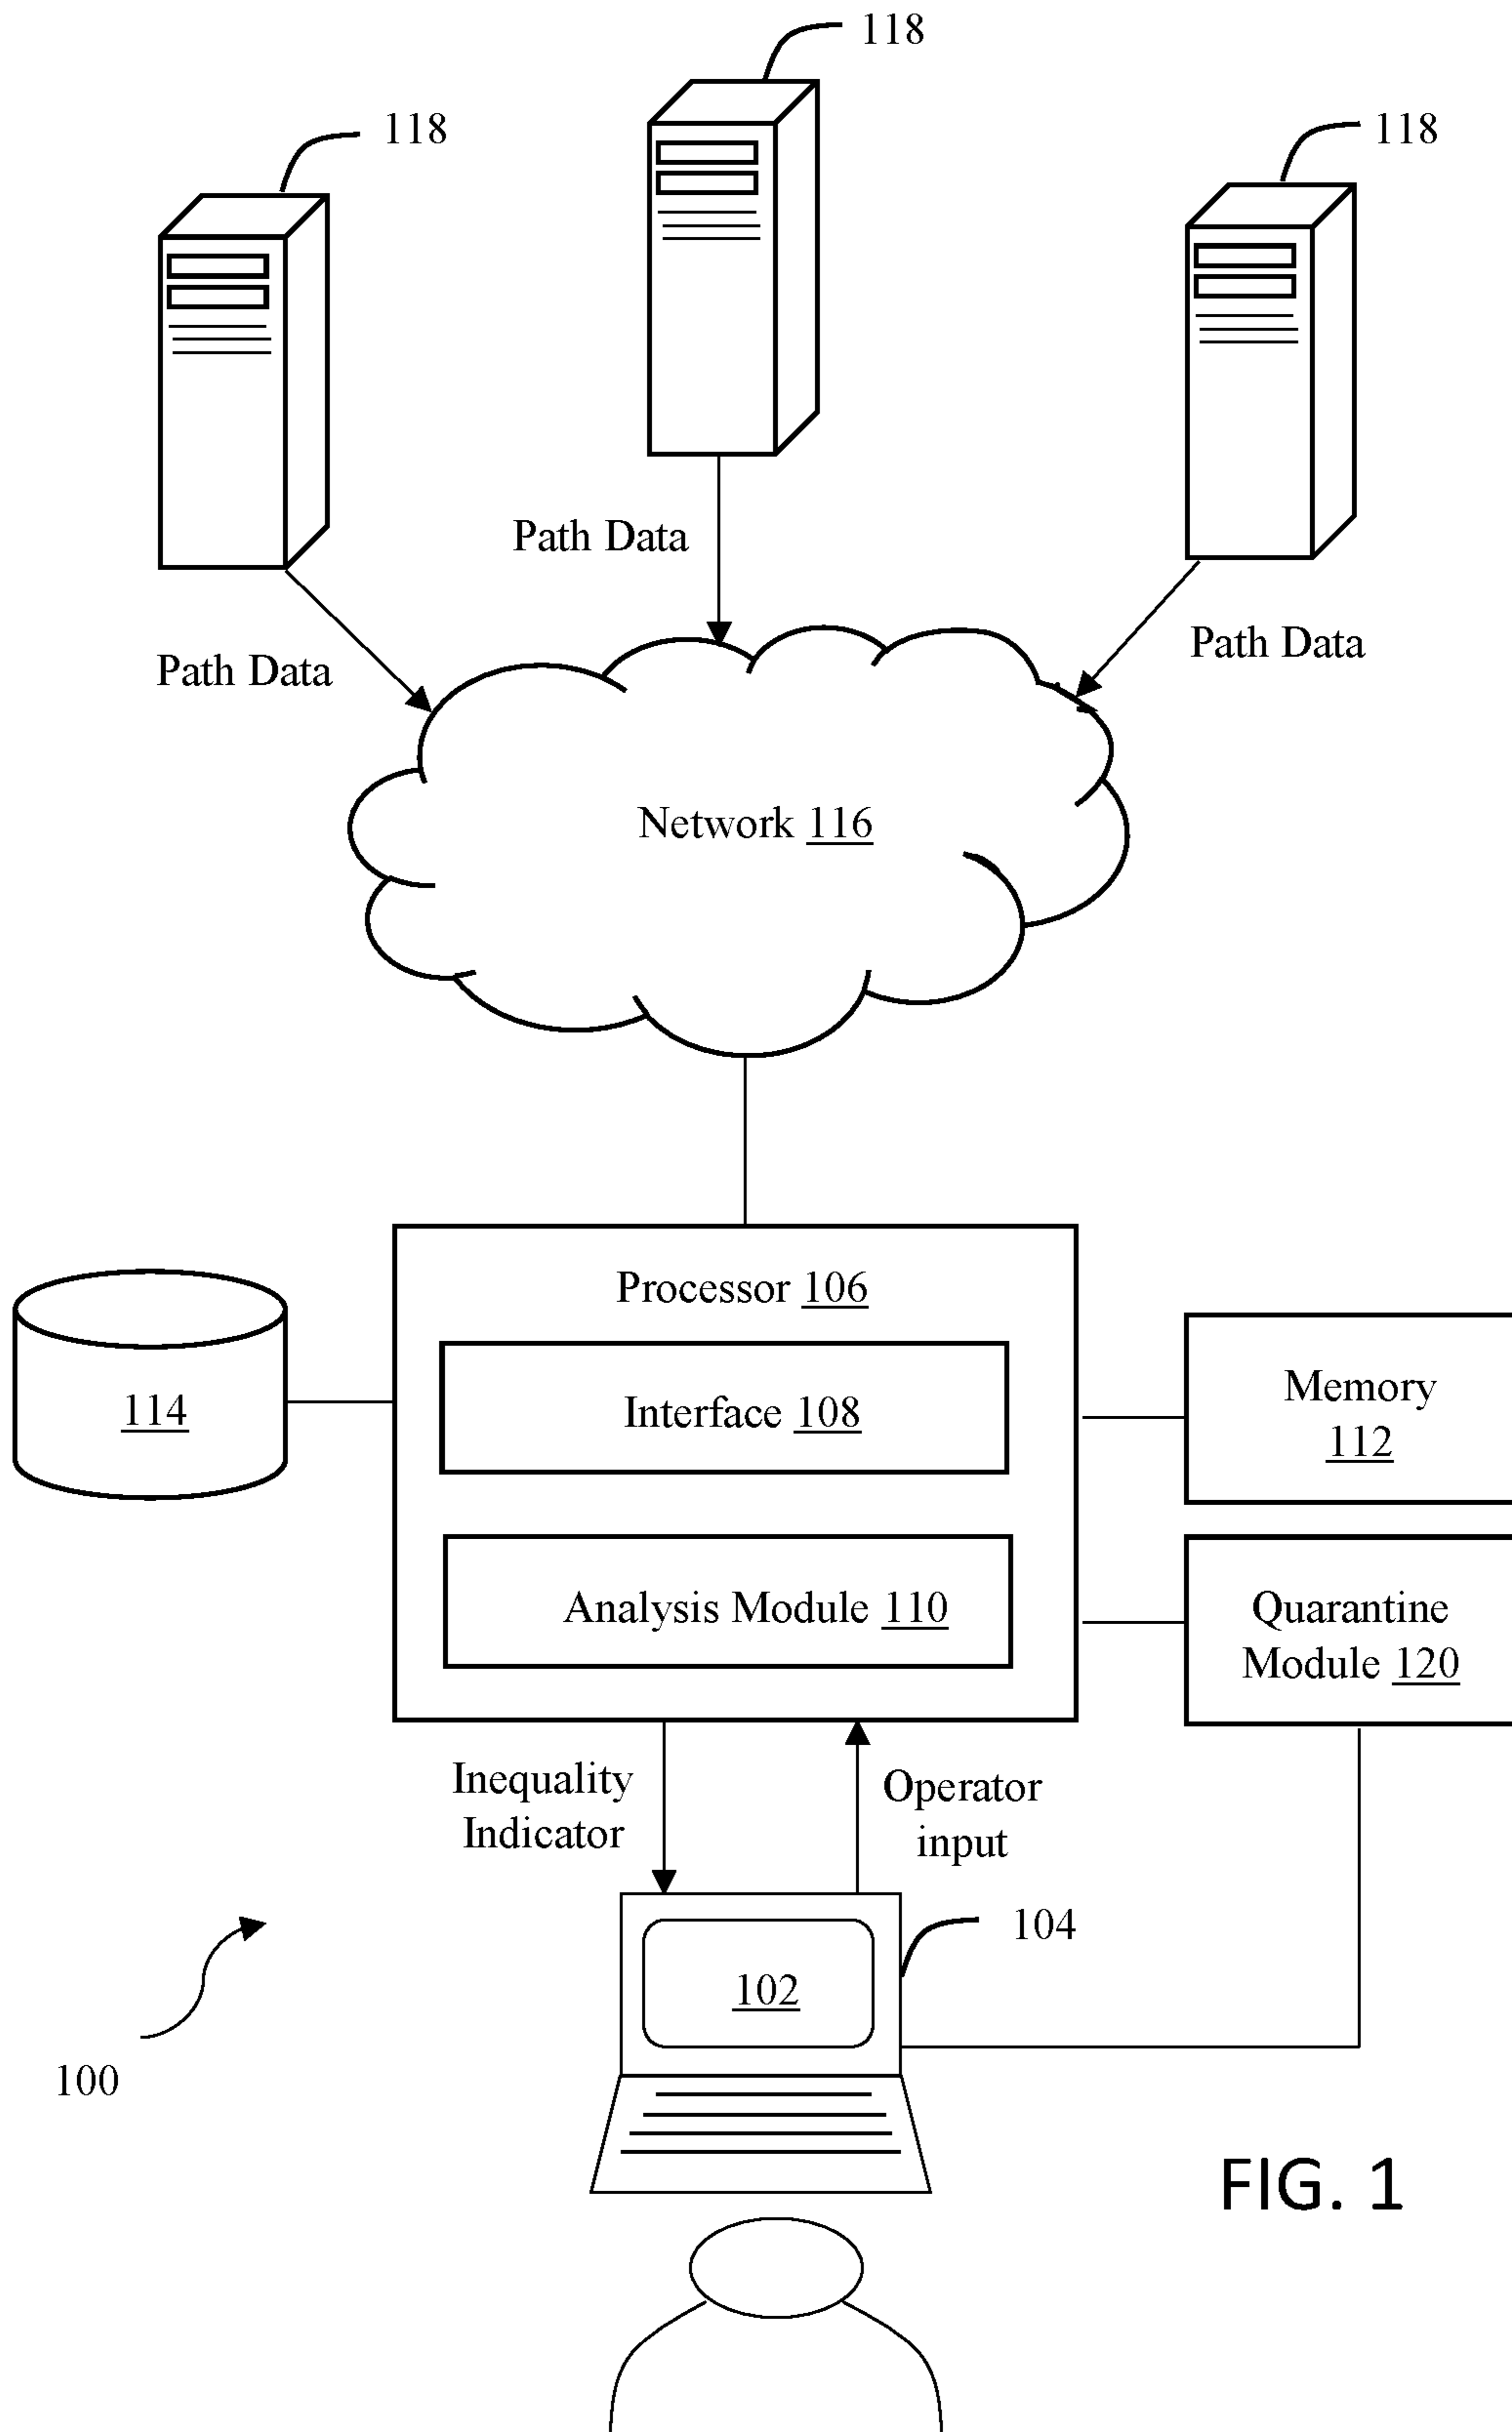 118
118
118
Path Data
Path Data
Path Data
Network 116
Processor 106
Interface 108
114
Memory
112
Analysis Module 110
Quarantine
Module 120
Inequality
Indicator
Operator
input
104
102
100
FIG. 1